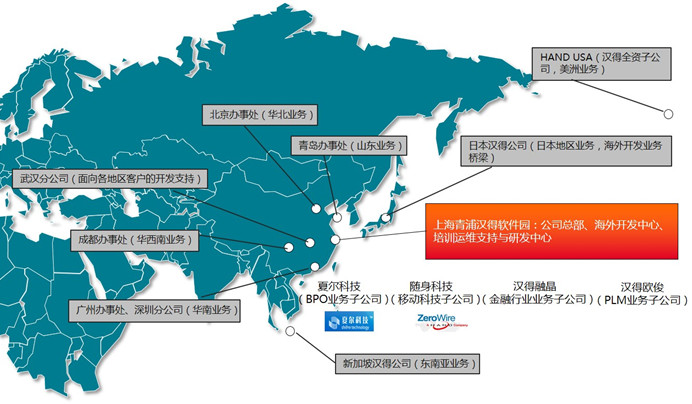 HAND USA（汉得全资子公
司，美洲业务）
北京办事处（华北业务）
青岛办事处（山东业务）
日本汉得公司（日本地区业务，海外开发业务
桥梁）
武汉分公司（面向各地区客户的开发支持）
上海青浦汉得软件园：公司总部、海外开发中心、
培训运维支持与研发中心
成都办事处（华西南业务）
广州办事处、深圳分公司（华南业务）
夏尔科技
（BPO业务子公司）
随身科技
（移动科技子公司）
汉得融晶
（金融行业业务子公司）
汉得欧俊
（PLM业务子公司）
夏尔科技
ZeroWire
新加坡汉得公司（东南亚业务）